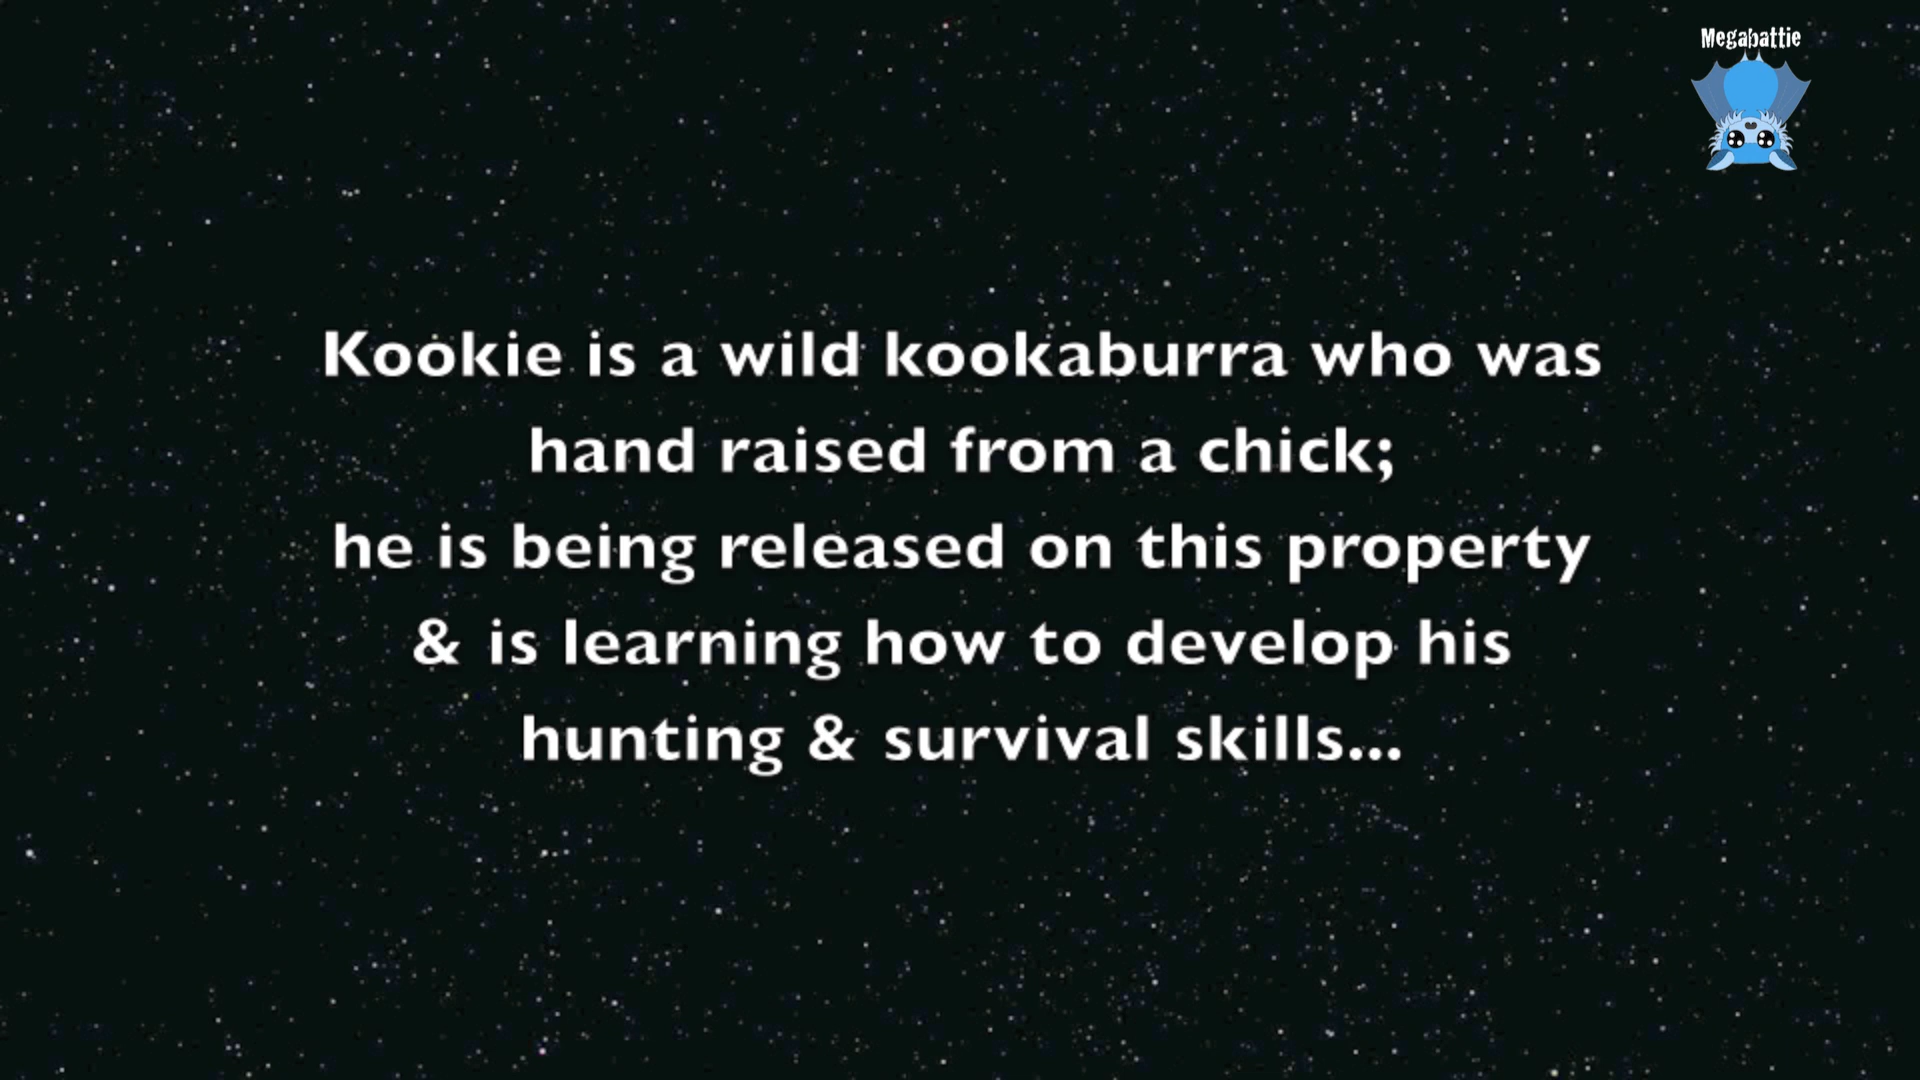 Megabattie
Kookie is a wild kookaburra who was
hand raised from a chick;
he is being released on this property
& is learning how to develop his
hunting & survival skills...